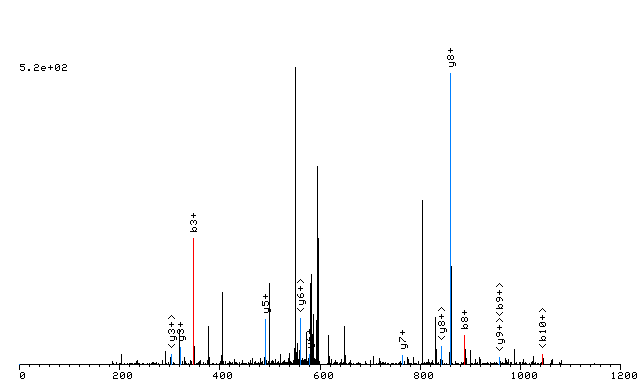 5.2e+02
y8+
b3+
y5+
y6+>
<y3+>
y3+
y7+
<y8+>
b8+
<y9+><b9+>
<b10+>
0
200
400
600
800
1000
1200